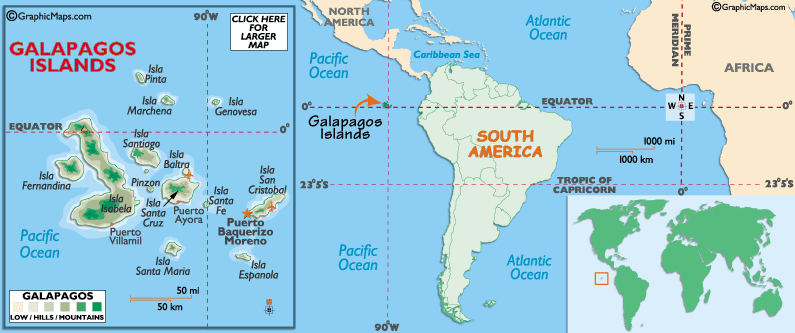 90°W
©GraphicMaps.com
CLICK HERE
FOR
LARGER
MAP
GALAPAGOS
ISLANDS
Isla
Pinta
Isla
Marchena
Isla
Genovesa
EQUATOR
0°
Isla
Santiago
Isla
Baltra
Isla
San
Cristobal
Isla
Fernandina
Pinzon
Isla
Santa
Fe
Isla
Isabela
Isla
Santa
Cruz
Puerto
Ayora
Puerto
Baquerizo
Moreno
Puerto
Villamil
Pacific
Ocean
Isla
Santa Maria
Isla
Espanola
50 mi
50 km
GALAPAGOS
LOW / HILLS / MOUNTAINS
NORTH
AMERICA
Atlantic
Ocean
©GraphicMaps.com
PRIME
MERIDIAN
Pacific
Ocean
Caribbean Sea
AFRICA
0°
EQUATOR
N
W E
S
Galapagos
Islands
SOUTH
AMERICA
1000 mi
1000 km
23°5'S
TROPIC OF
CAPRICORN
0°
23°5'S
Pacific
Ocean
Atlantic
Ocean
90°W